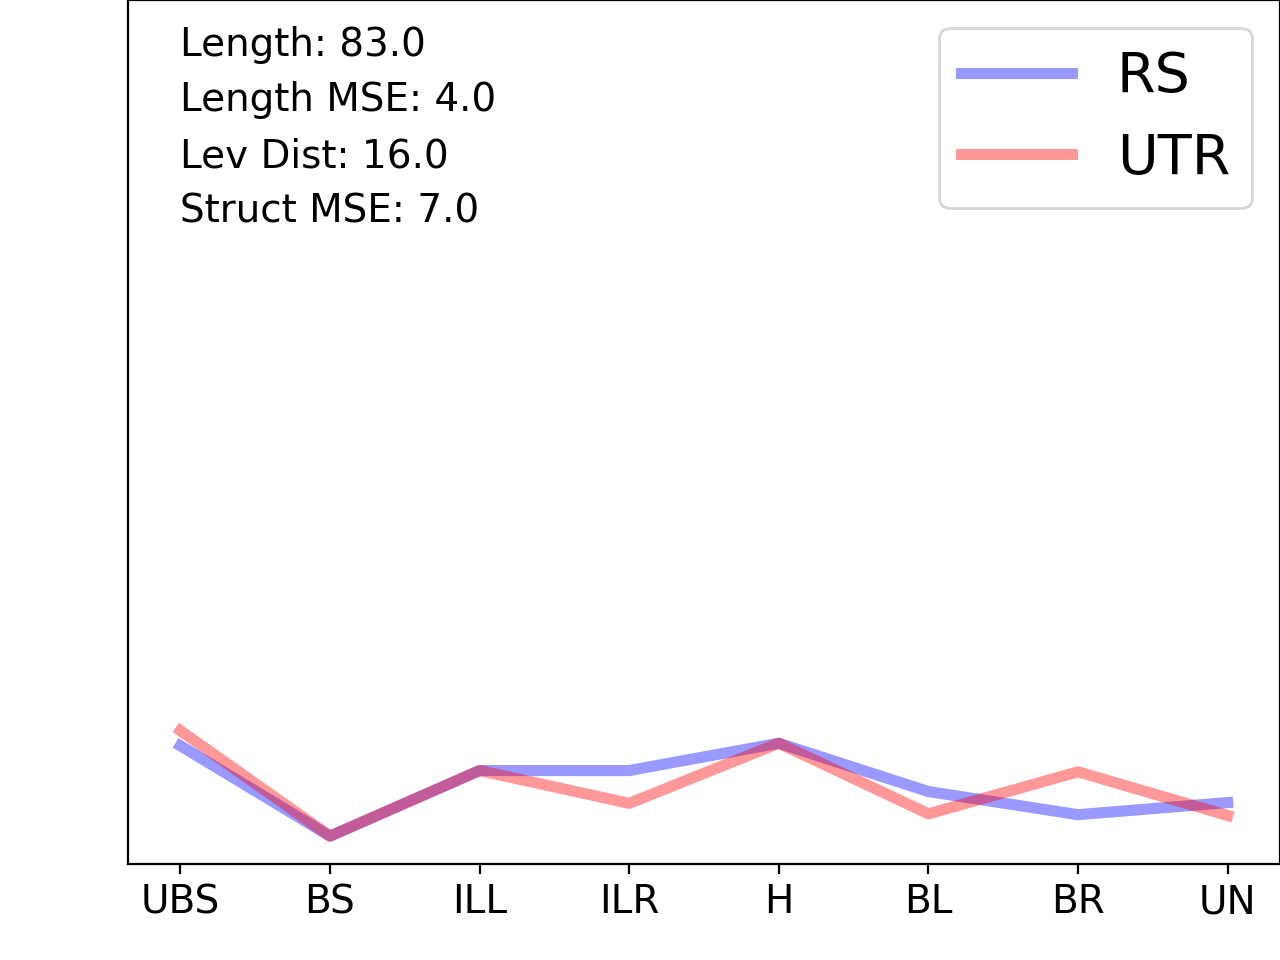 Length: 83.0
Length MSE: 4.0
Lev Dist: 16.0
Struct MSE: 7.0
RS
UTR
UBS BS ILL ILR H BL BR UN